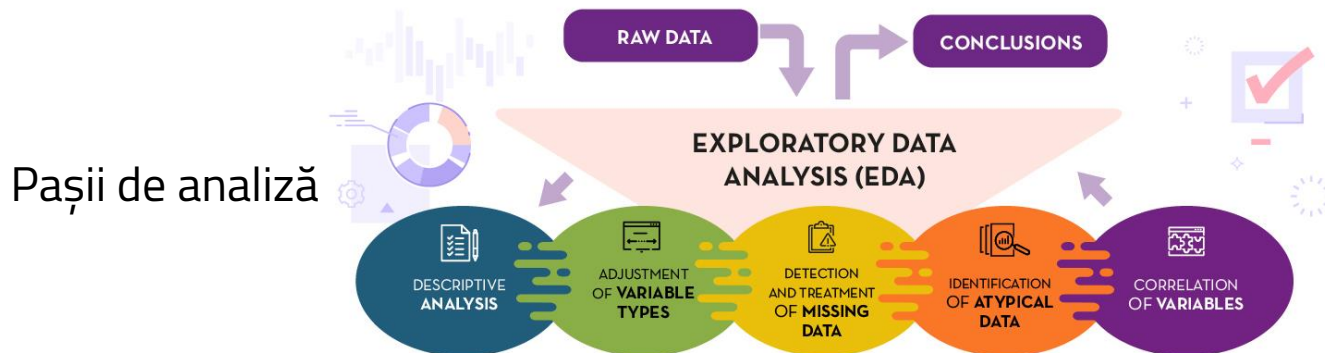 Pașii de analiză
RAW DATA
CONCLUSIONS
EXPLORATORY DATA
ANALYSIS (EDA)
DESCRIPTIVE
ANALYSIS
ADJUSTMENT
OF VARIABLE
TYPES
DETECTION
AND TREATMENT
OF MISSING
DATA
IDENTIFICATION
OF ATYPICAL
DATA
CORRELATION
OF VARIABLES